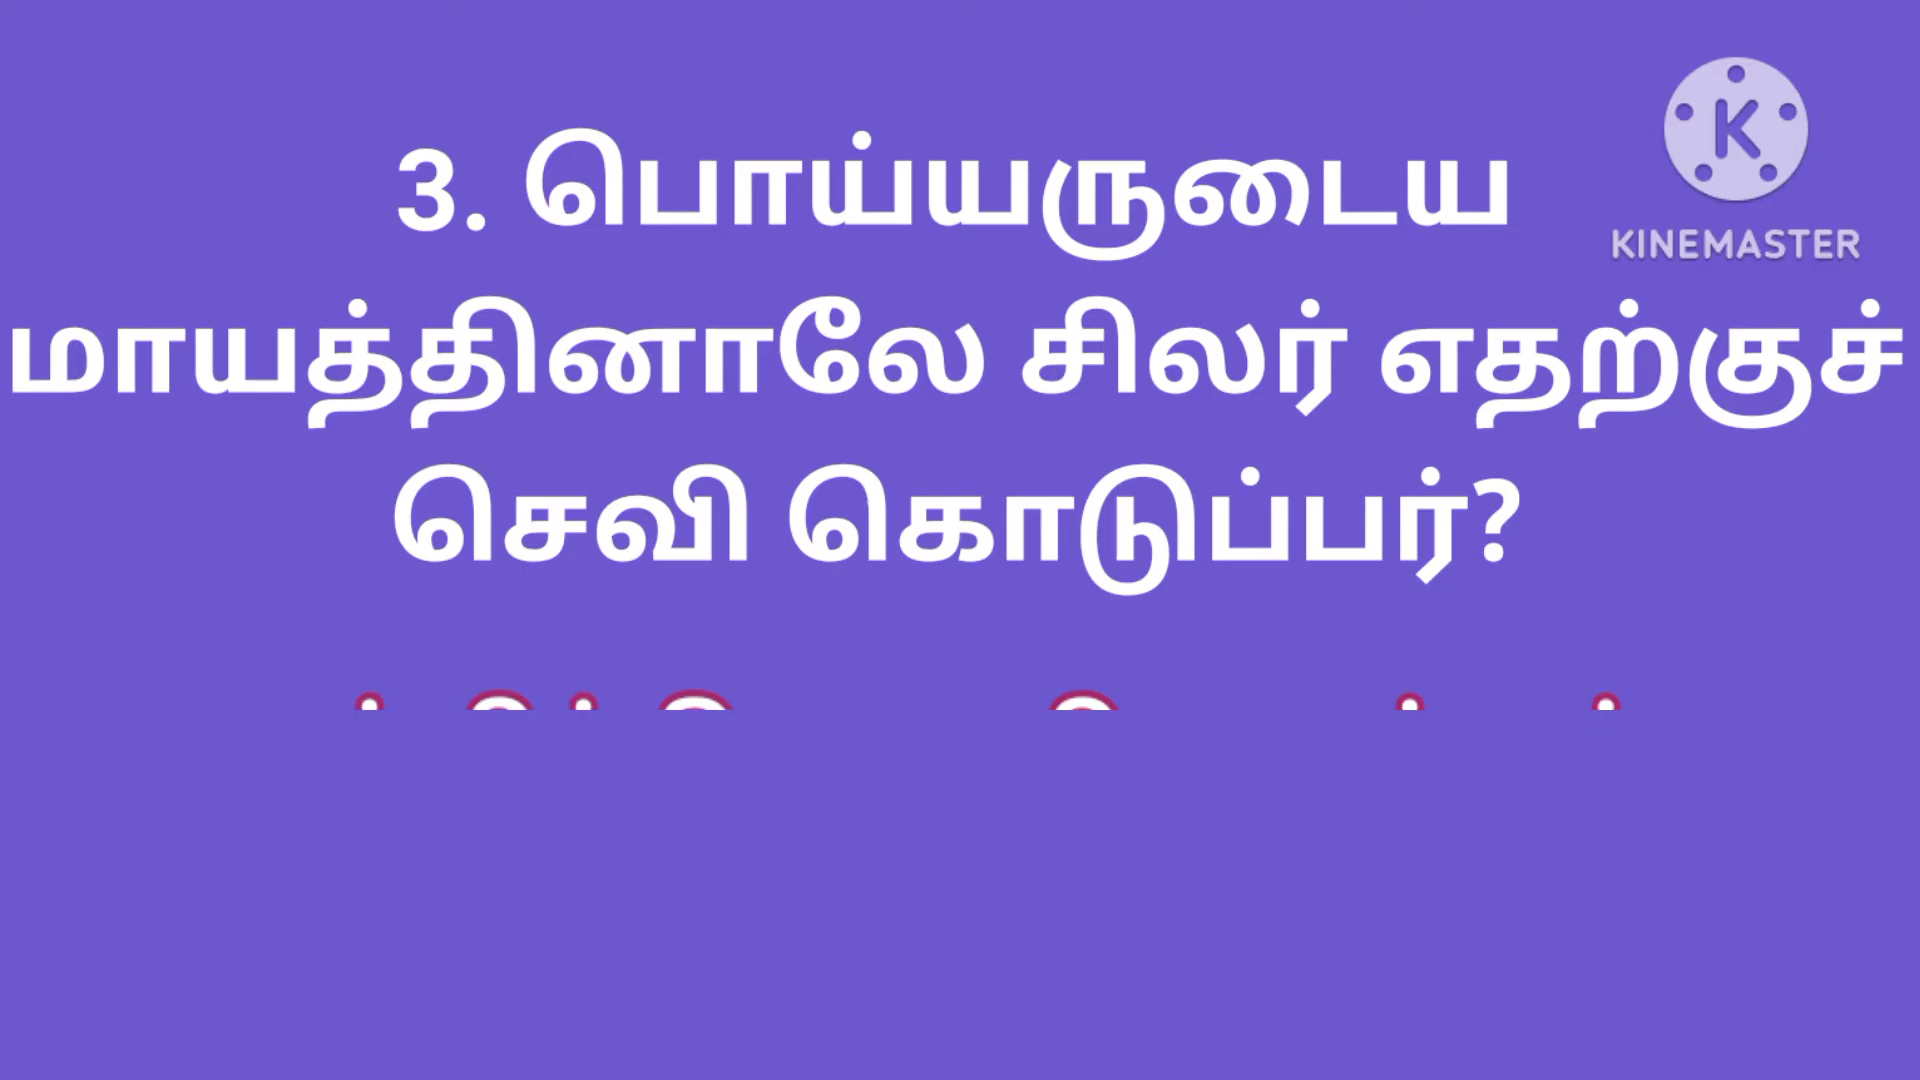 3. பொய்யருடைய
மாயத்தினாலே சிலர் எதற்குச்
செவி கொடுப்பர்?
KINEMASTER